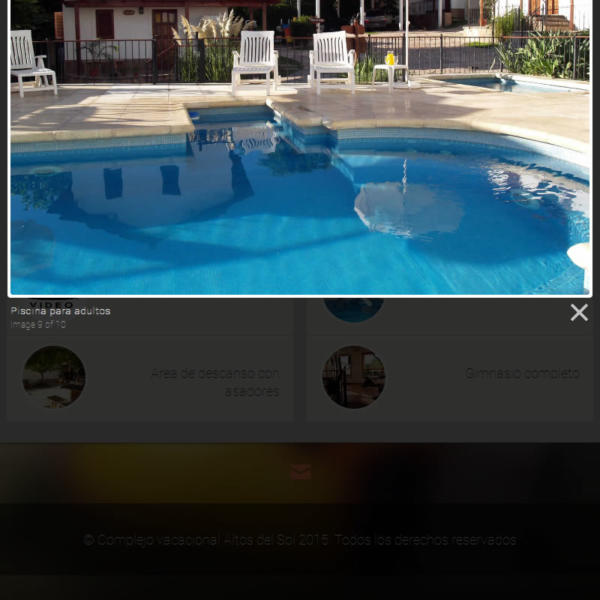 VIDEO
Piscina para adultos
Image 9 of 10
Area de descanso con
asadores
Gimnasio completo
© Complejo vacacional Altos del Sol 2015. Todos los derechos reservados